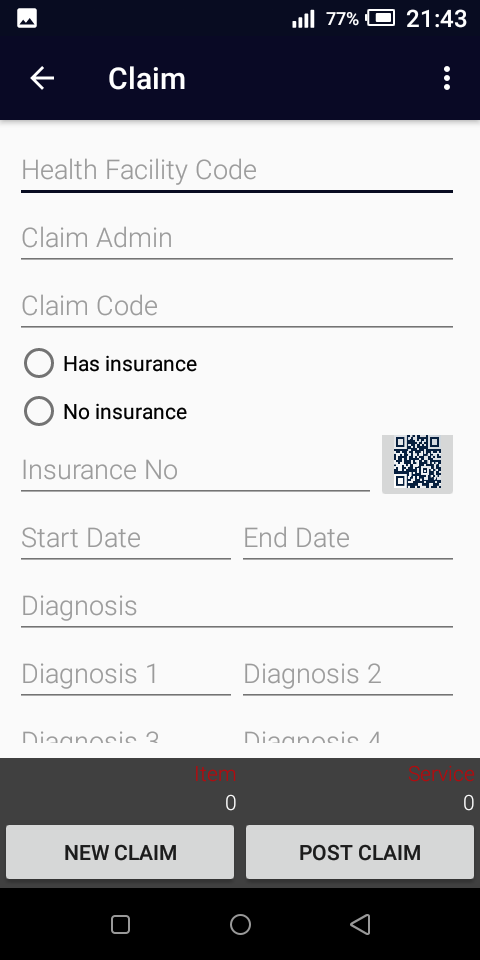 77% 21:43
Claim
Health Facility Code
Claim Admin
Claim Code
Has insurance
No insurance
Insurance No
Start Date End Date
Diagnosis
Diagnosis 1 Diagnosis 2
Diagnosis 3 Diagnosis 4
Item Service
0 0
NEW CLAIM POST CLAIM